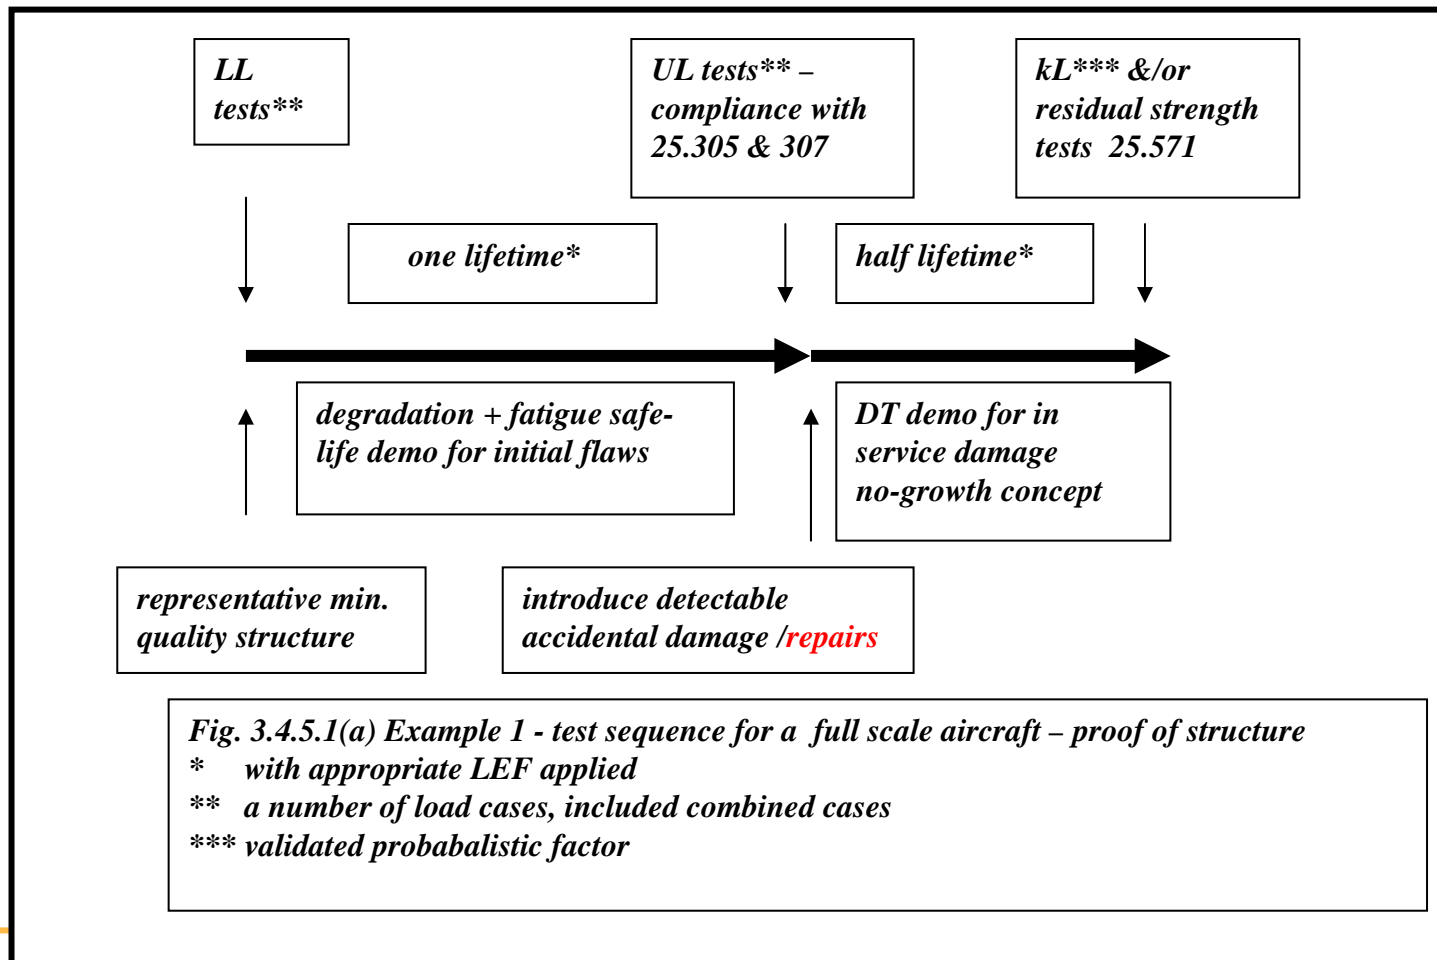 LL
tests**
UL tests** –
compliance with
25.305 & 307
kL*** &/or
residual strength
tests 25.571
one lifetime*
half lifetime*
degradation + fatigue safe-
life demo for initial flaws
DT demo for in
service damage
no-growth concept
representative min.
quality structure
introduce detectable
accidental damage /repairs
Fig. 3.4.5.1(a) Example 1 - test sequence for a full scale aircraft – proof of structure
* with appropriate LEF applied
** a number of load cases, included combined cases
*** validated probabalistic factor